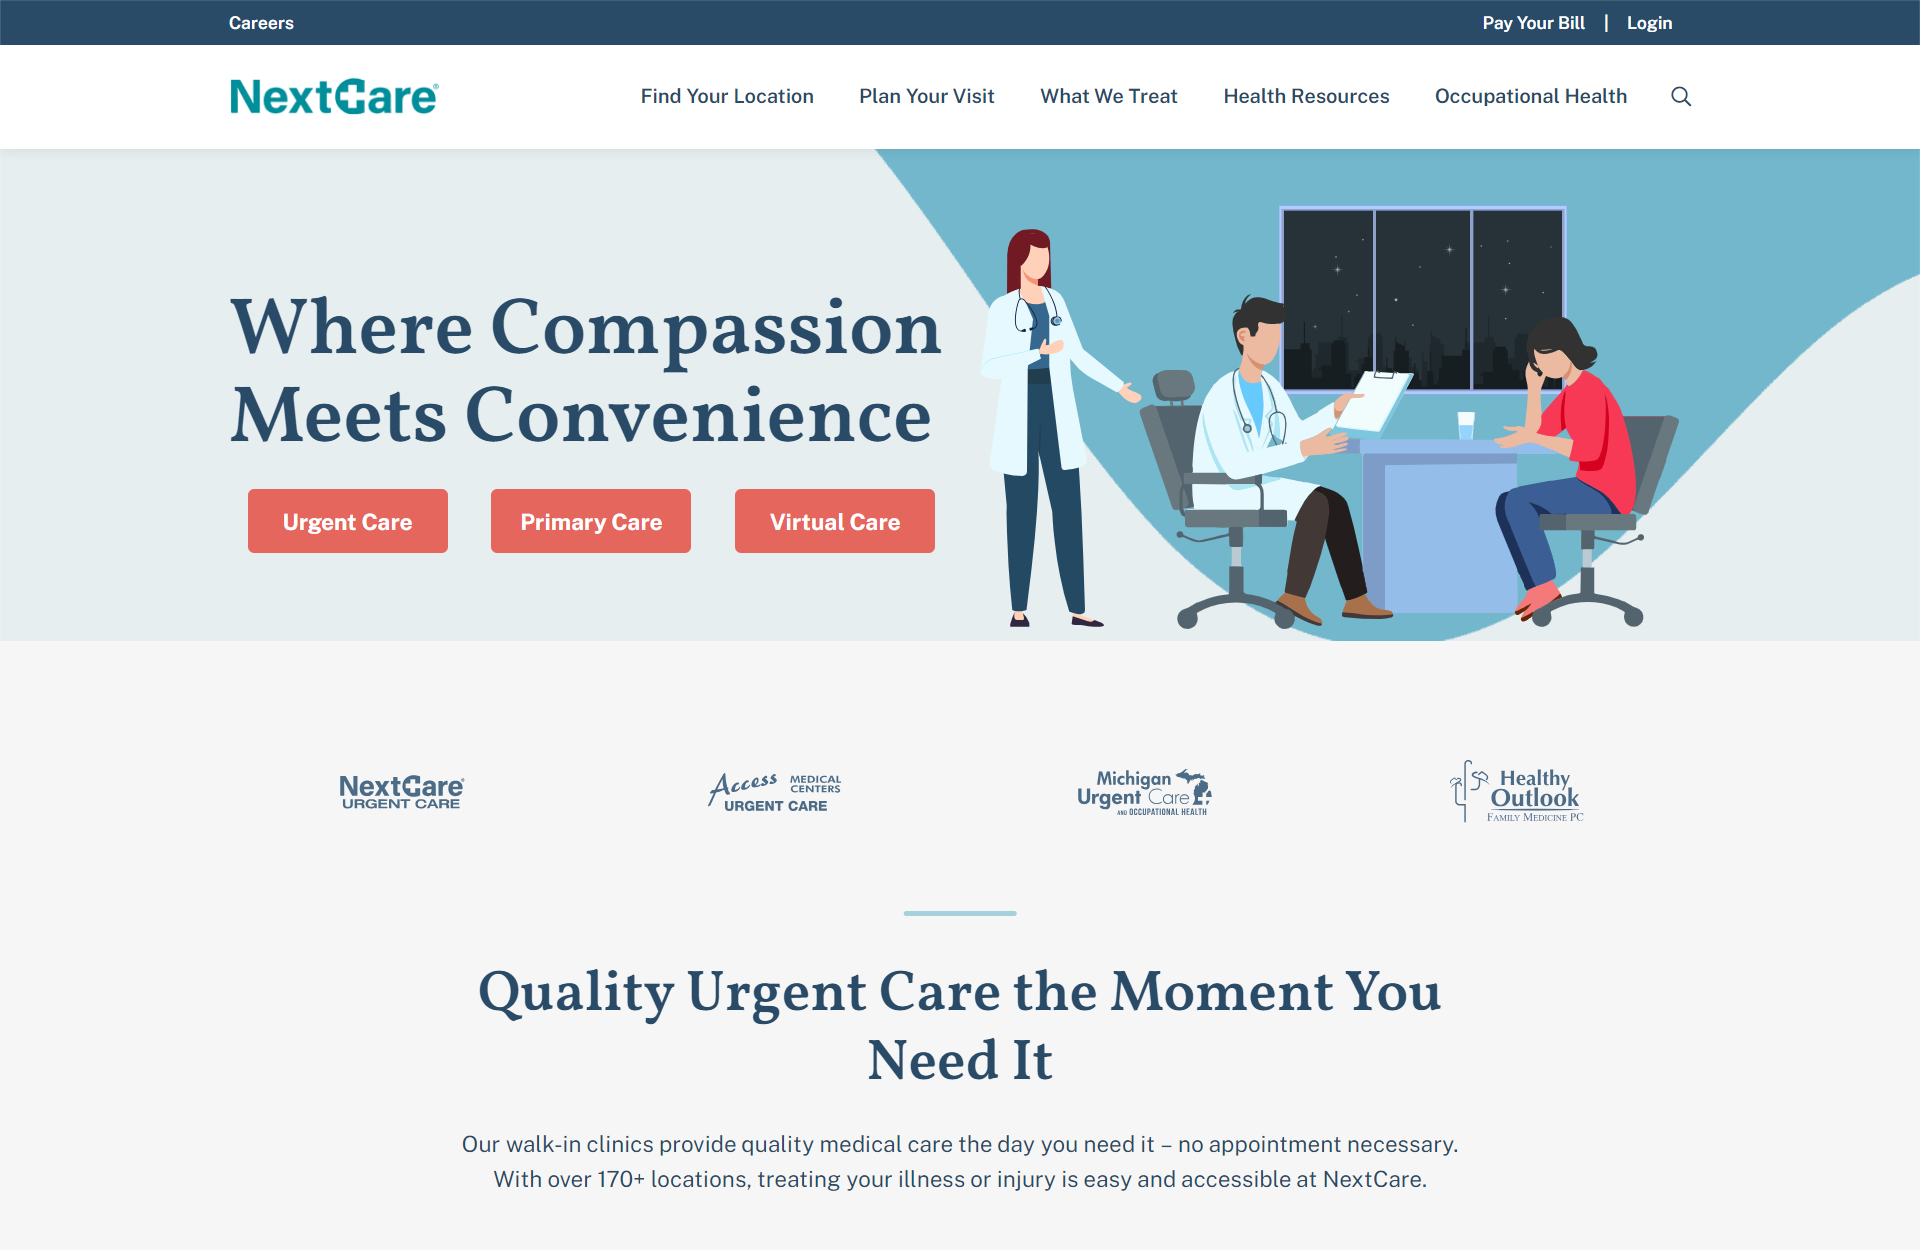 Careers
Pay Your Bill | Login
NextCare®
Find Your Location
Plan Your Visit
What We Treat
Health Resources
Occupational Health
Where Compassion
Meets Convenience
Urgent Care
Primary Care
Virtual Care
NextCare®
URGENT CARE
Access MEDICAL
CENTERS
URGENT CARE
Michigan
Urgent Care
AND OCCUPATIONAL HEALTH
Healthy
Outlook
FAMILY MEDICINE PC
Quality Urgent Care the Moment You
Need It
Our walk-in clinics provide quality medical care the day you need it – no appointment necessary.
With over 170+ locations, treating your illness or injury is easy and accessible at NextCare.